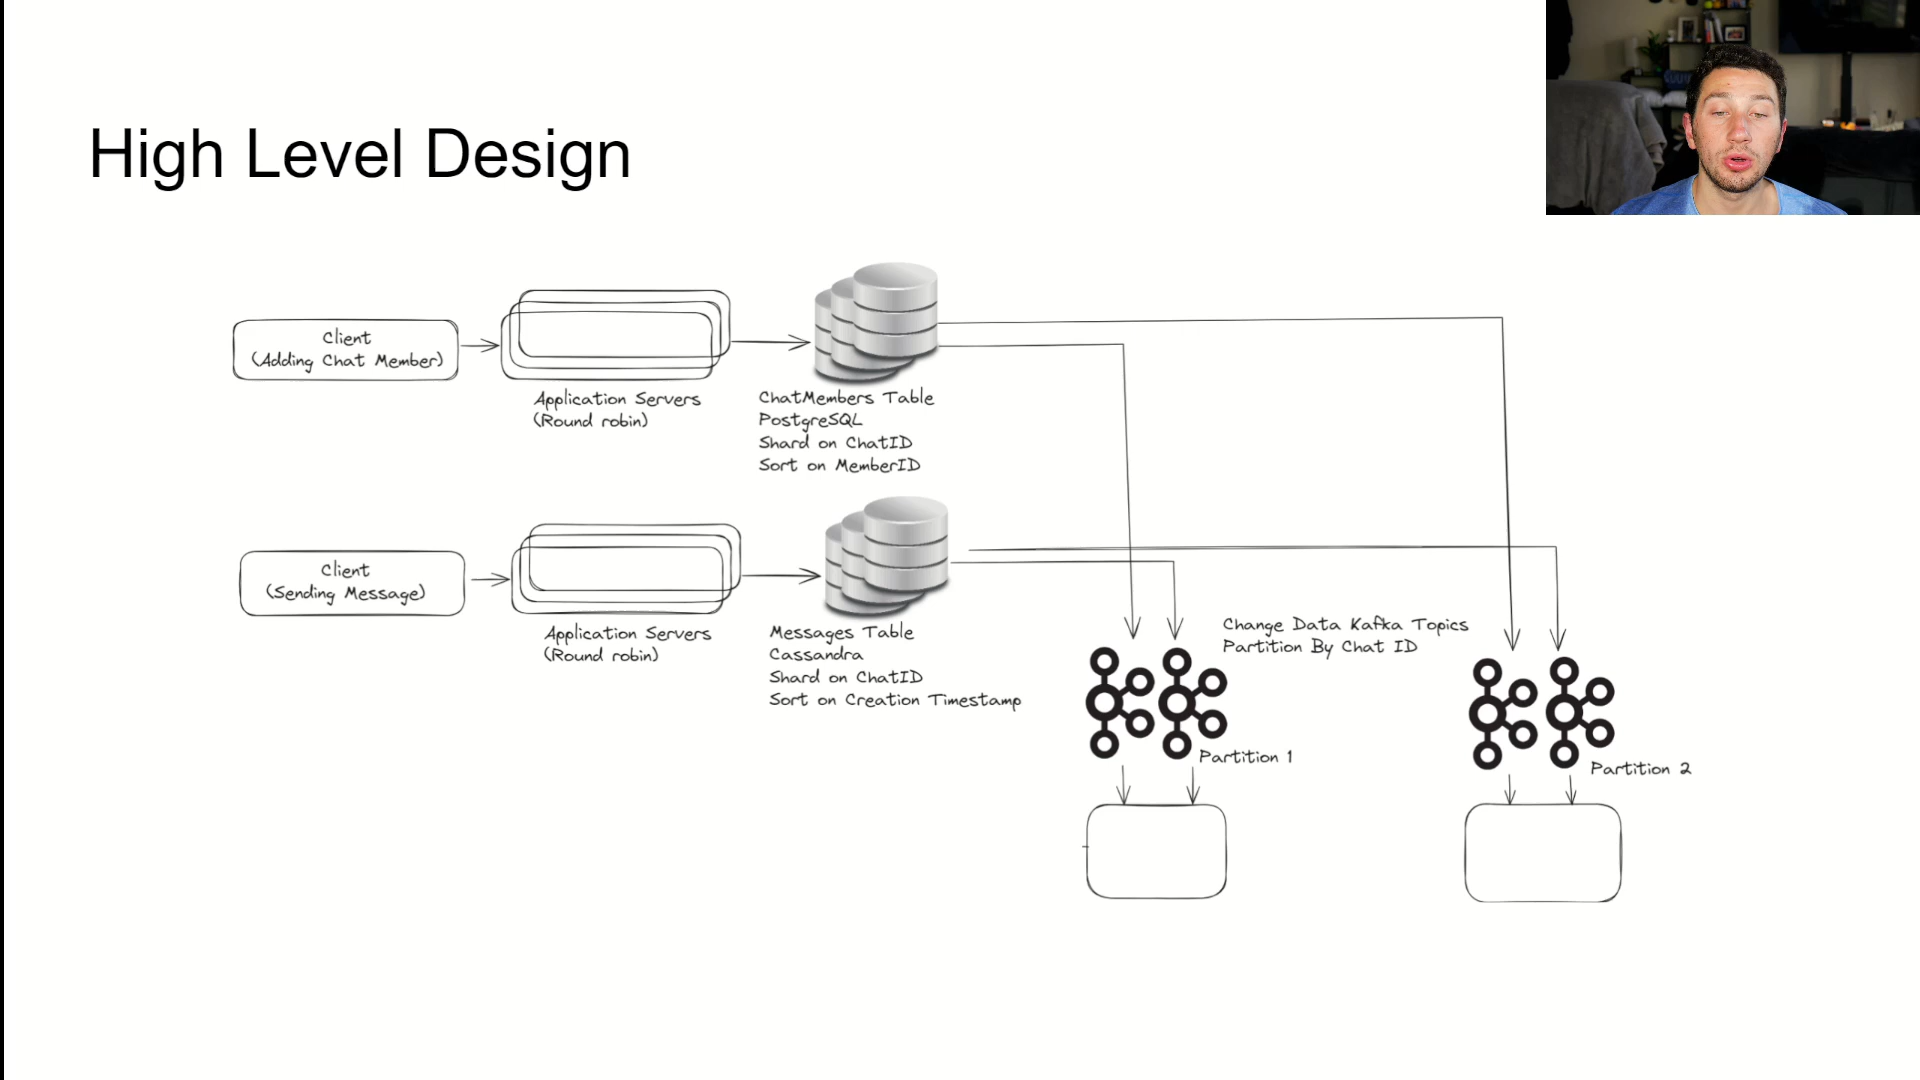 High Level Design
Client
(Adding Chat Member)
Application Servers
(Round robin)
ChatMembers Table
PostgreSQL
Shard on ChatID
Sort on MemberID
Client
(Sending Message)
Application Servers
(Round robin)
Messages Table
Cassandra
Shard on ChatID
Sort on Creation Timestamp
Change Data Kafka Topics
Partition By Chat ID
Partition 1
Partition 2